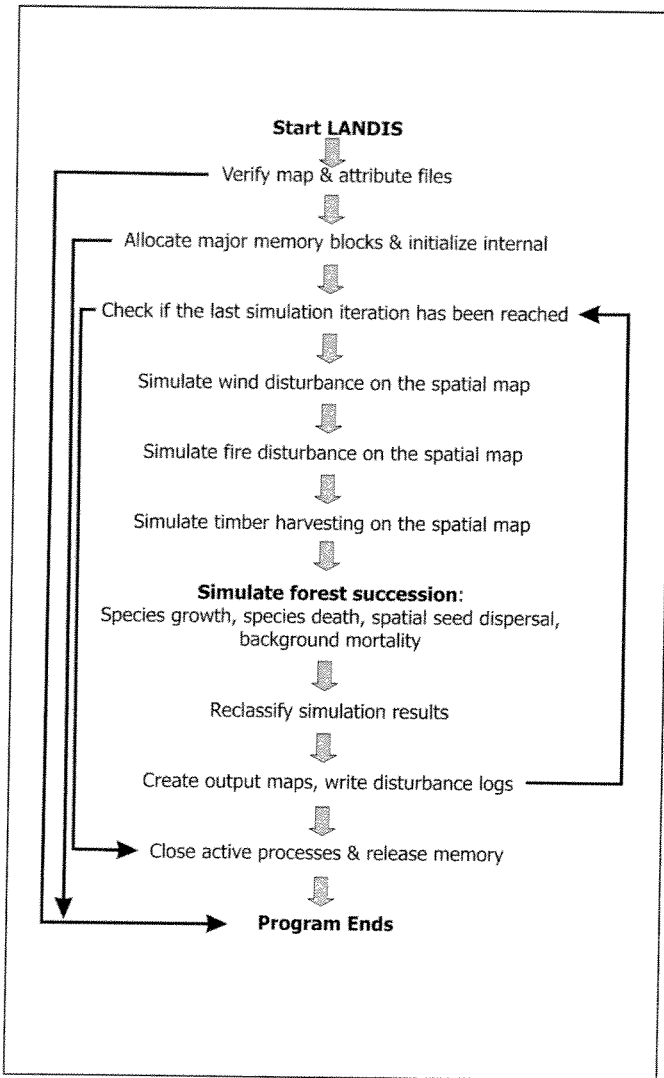 Start LANDIS
Verify map & attribute files
Allocate major memory blocks & initialize internal
Check if the last simulation iteration has been reached
Simulate wind disturbance on the spatial map
Simulate fire disturbance on the spatial map
Simulate timber harvesting on the spatial map
Simulate forest succession:
Species growth, species death, spatial seed dispersal,
background mortality
Reclassify simulation results
Create output maps, write disturbance logs
Close active processes & release memory
Program Ends